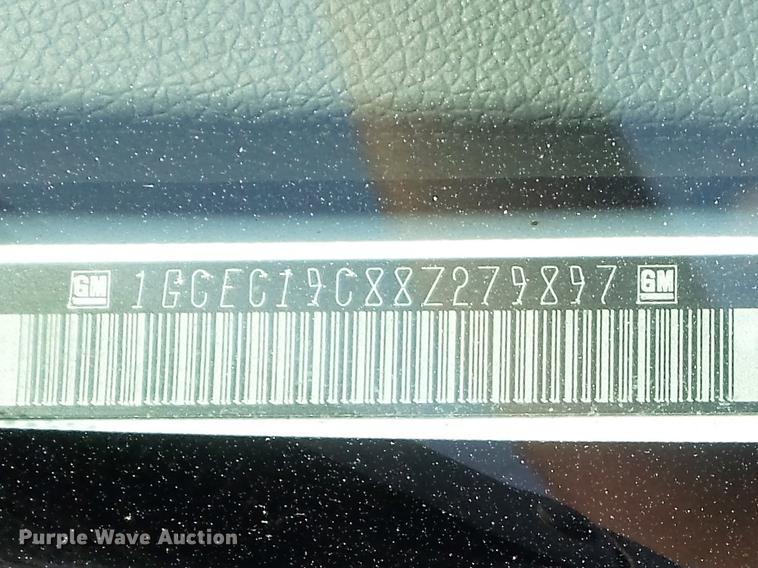 GM 1GCEC19C88Z279897 GM
Purple Wave Auction